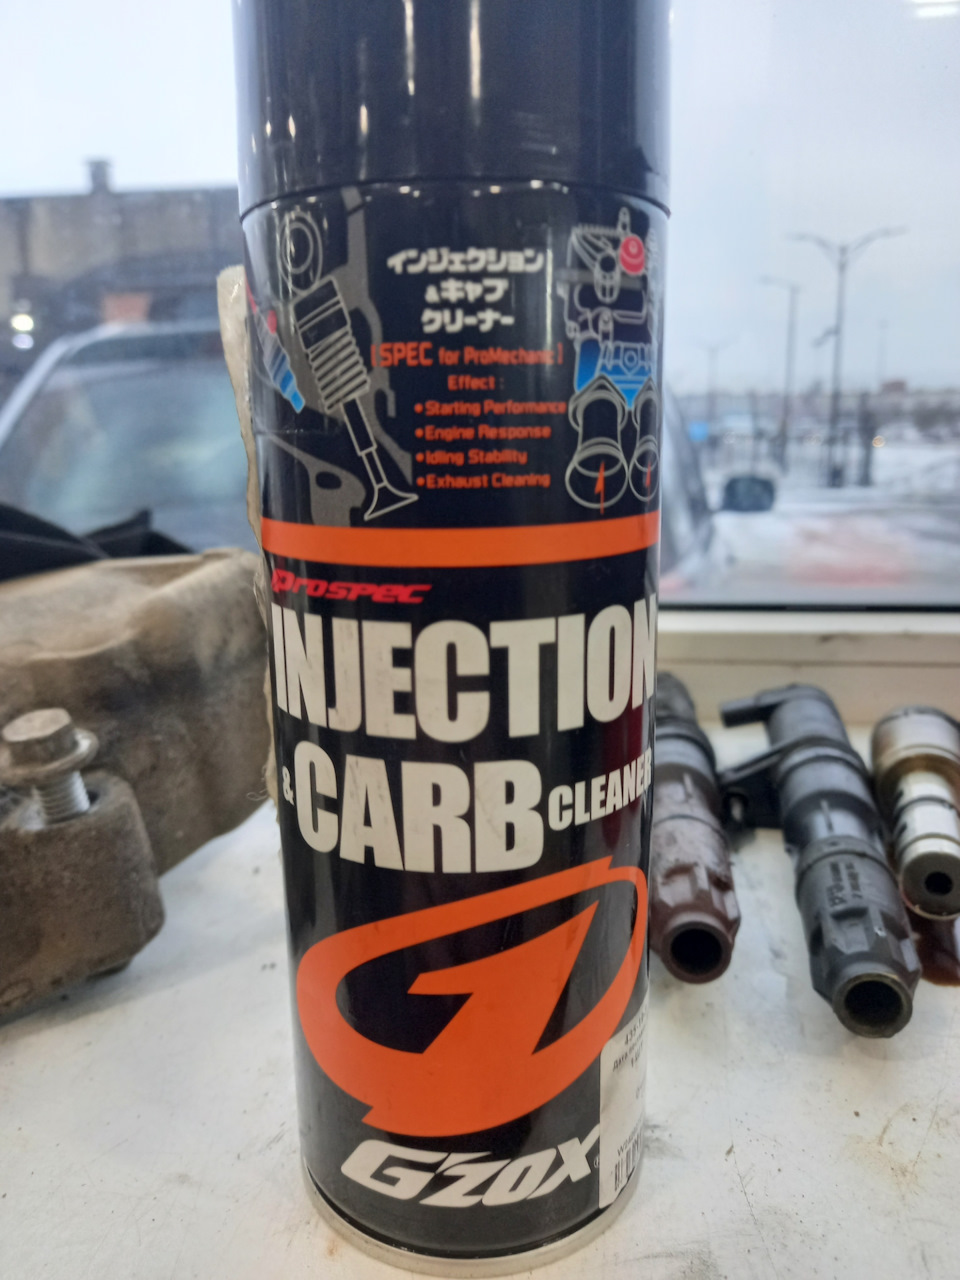 インジェクション
&キャブ
クリーナー
[SPEC for ProMechanic]
Effect :
• Starting Performance
• Engine Response
• Idling Stability
• Exhaust Cleaning
Prospec
INJECTION
& CARB CLEANER
G'ZOX